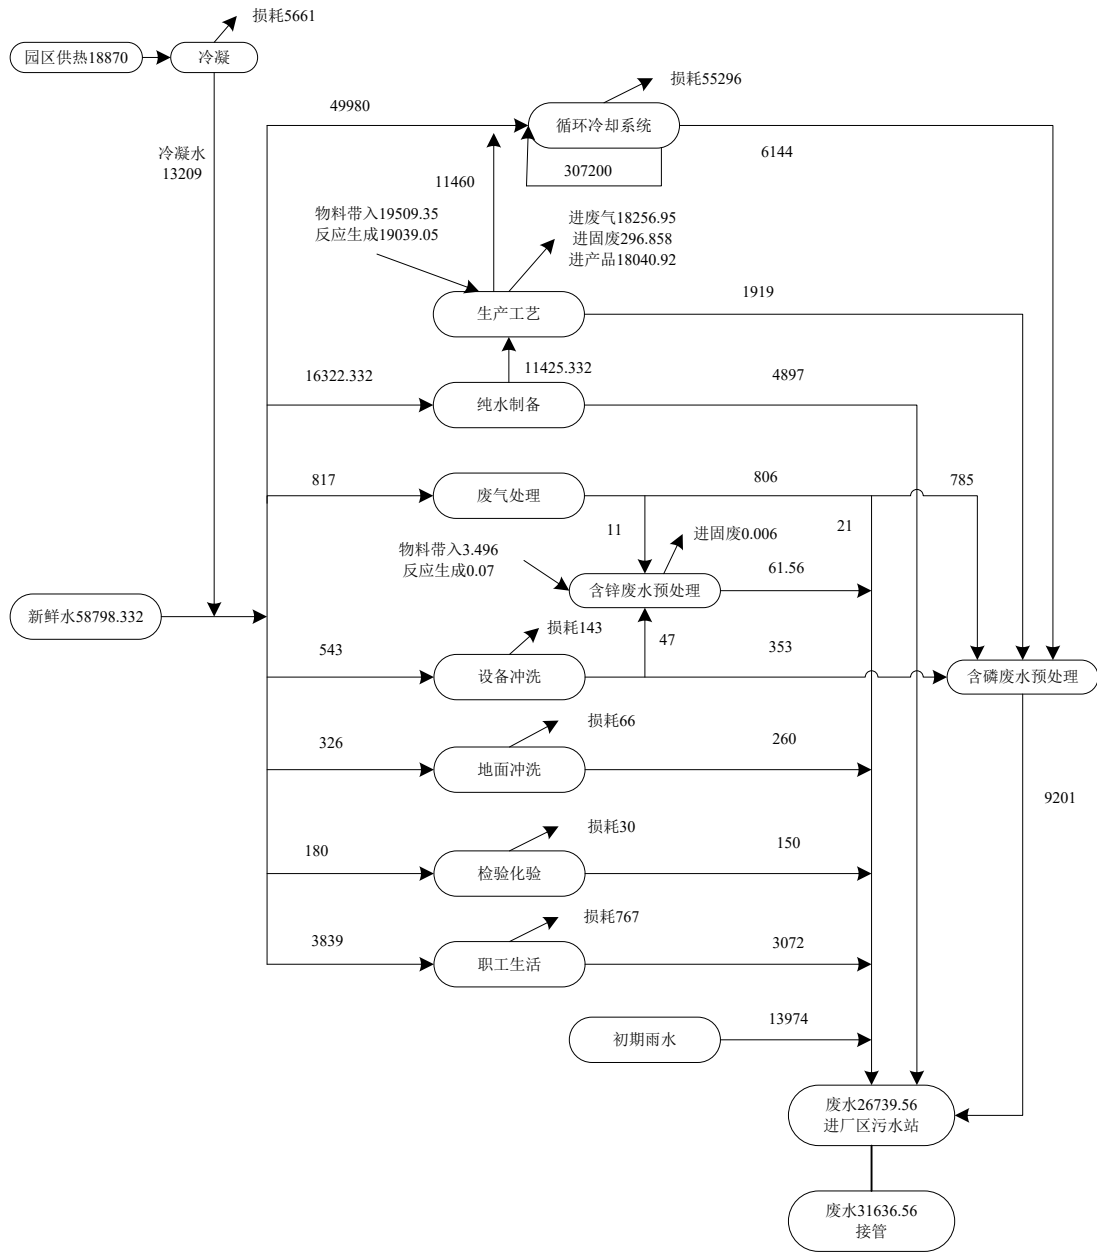 损耗5661
园区供热18870
冷凝
损耗55296
49980
循环冷却系统
6144
冷凝水
13209
307200
11460
物料带入19509.35
反应生成19039.05
进废气18256.95
进固废296.858
进产品18040.92
1919
生产工艺
16322.332
11425.332
4897
纯水制备
817
废气处理
806
785
11
21
进固废0.006
物料带入3.496
反应生成0.07
61.56
含锌废水预处理
新鲜水58798.332
损耗143
47
543
353
设备冲洗
含磷废水预处理
损耗66
326
260
地面冲洗
9201
损耗30
180
150
检验化验
损耗767
3839
3072
职工生活
13974
初期雨水
废水26739.56
进厂区污水站
废水31636.56
接管